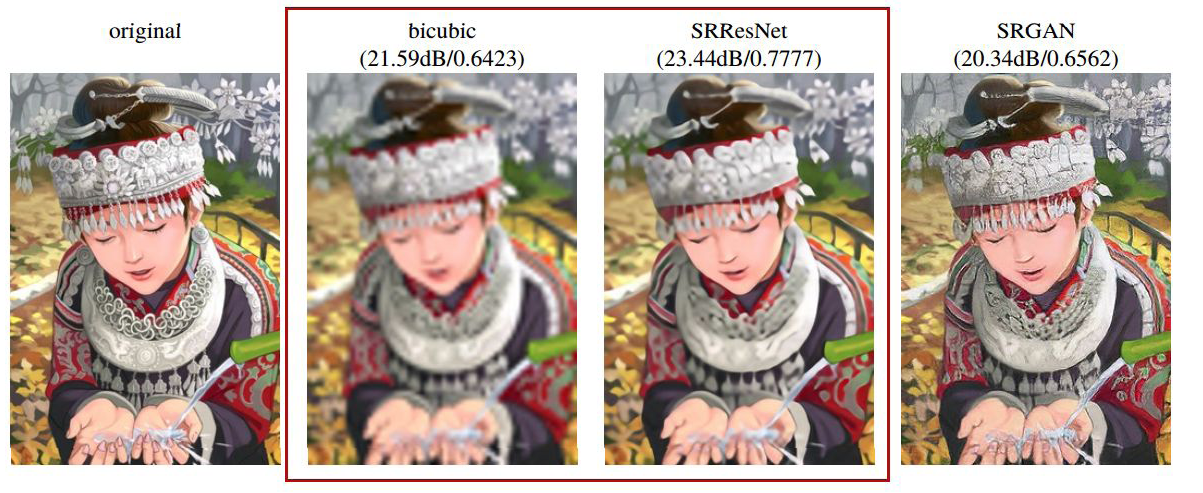 original
bicubic
(21.59dB/0.6423)
SRResNet
(23.44dB/0.7777)
SRGAN
(20.34dB/0.6562)